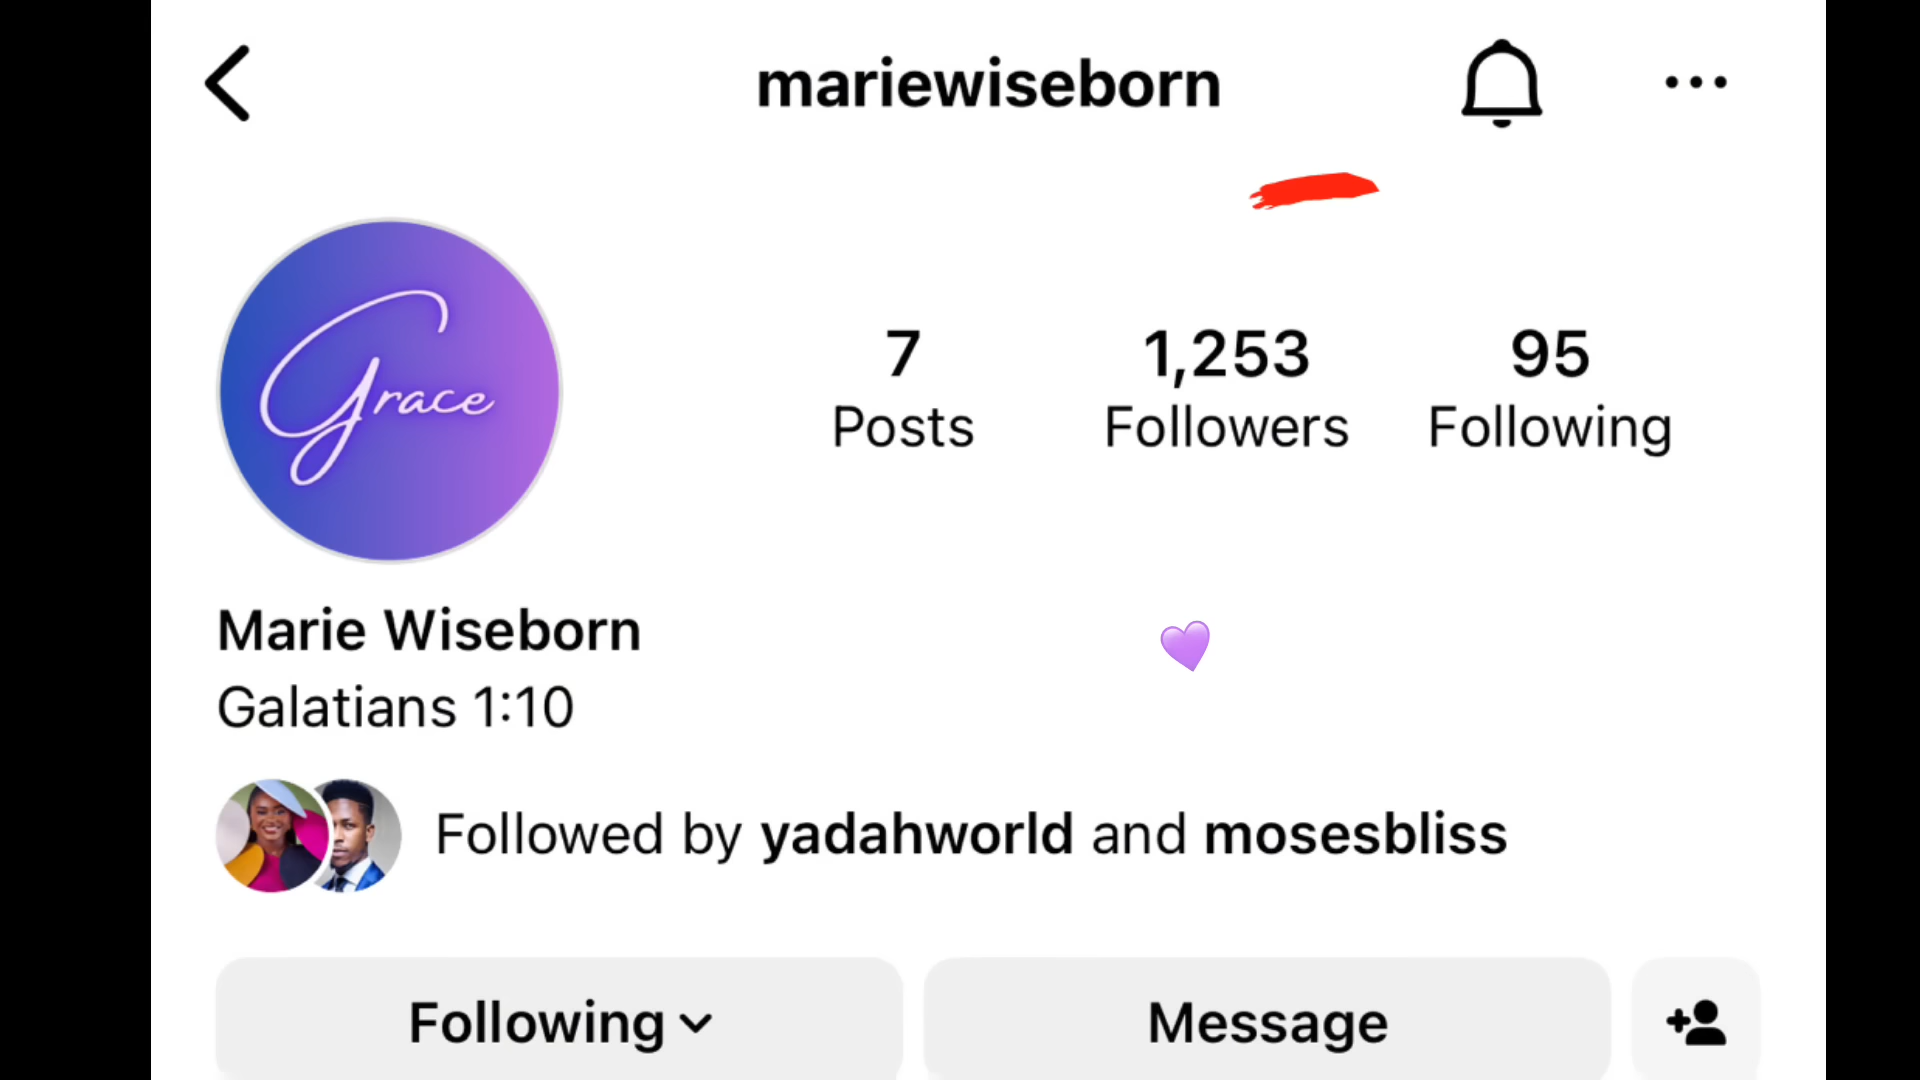 mariewiseborn
Grace
7 1,253 95
Posts Followers Following
Marie Wiseborn
Galatians 1:10
Followed by yadahworld and mosesbliss
Following Message